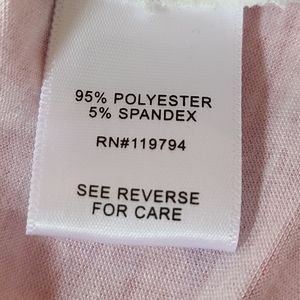 95% POLYESTER
5% SPANDEX
RN#119794
SEE REVERSE
FOR CARE